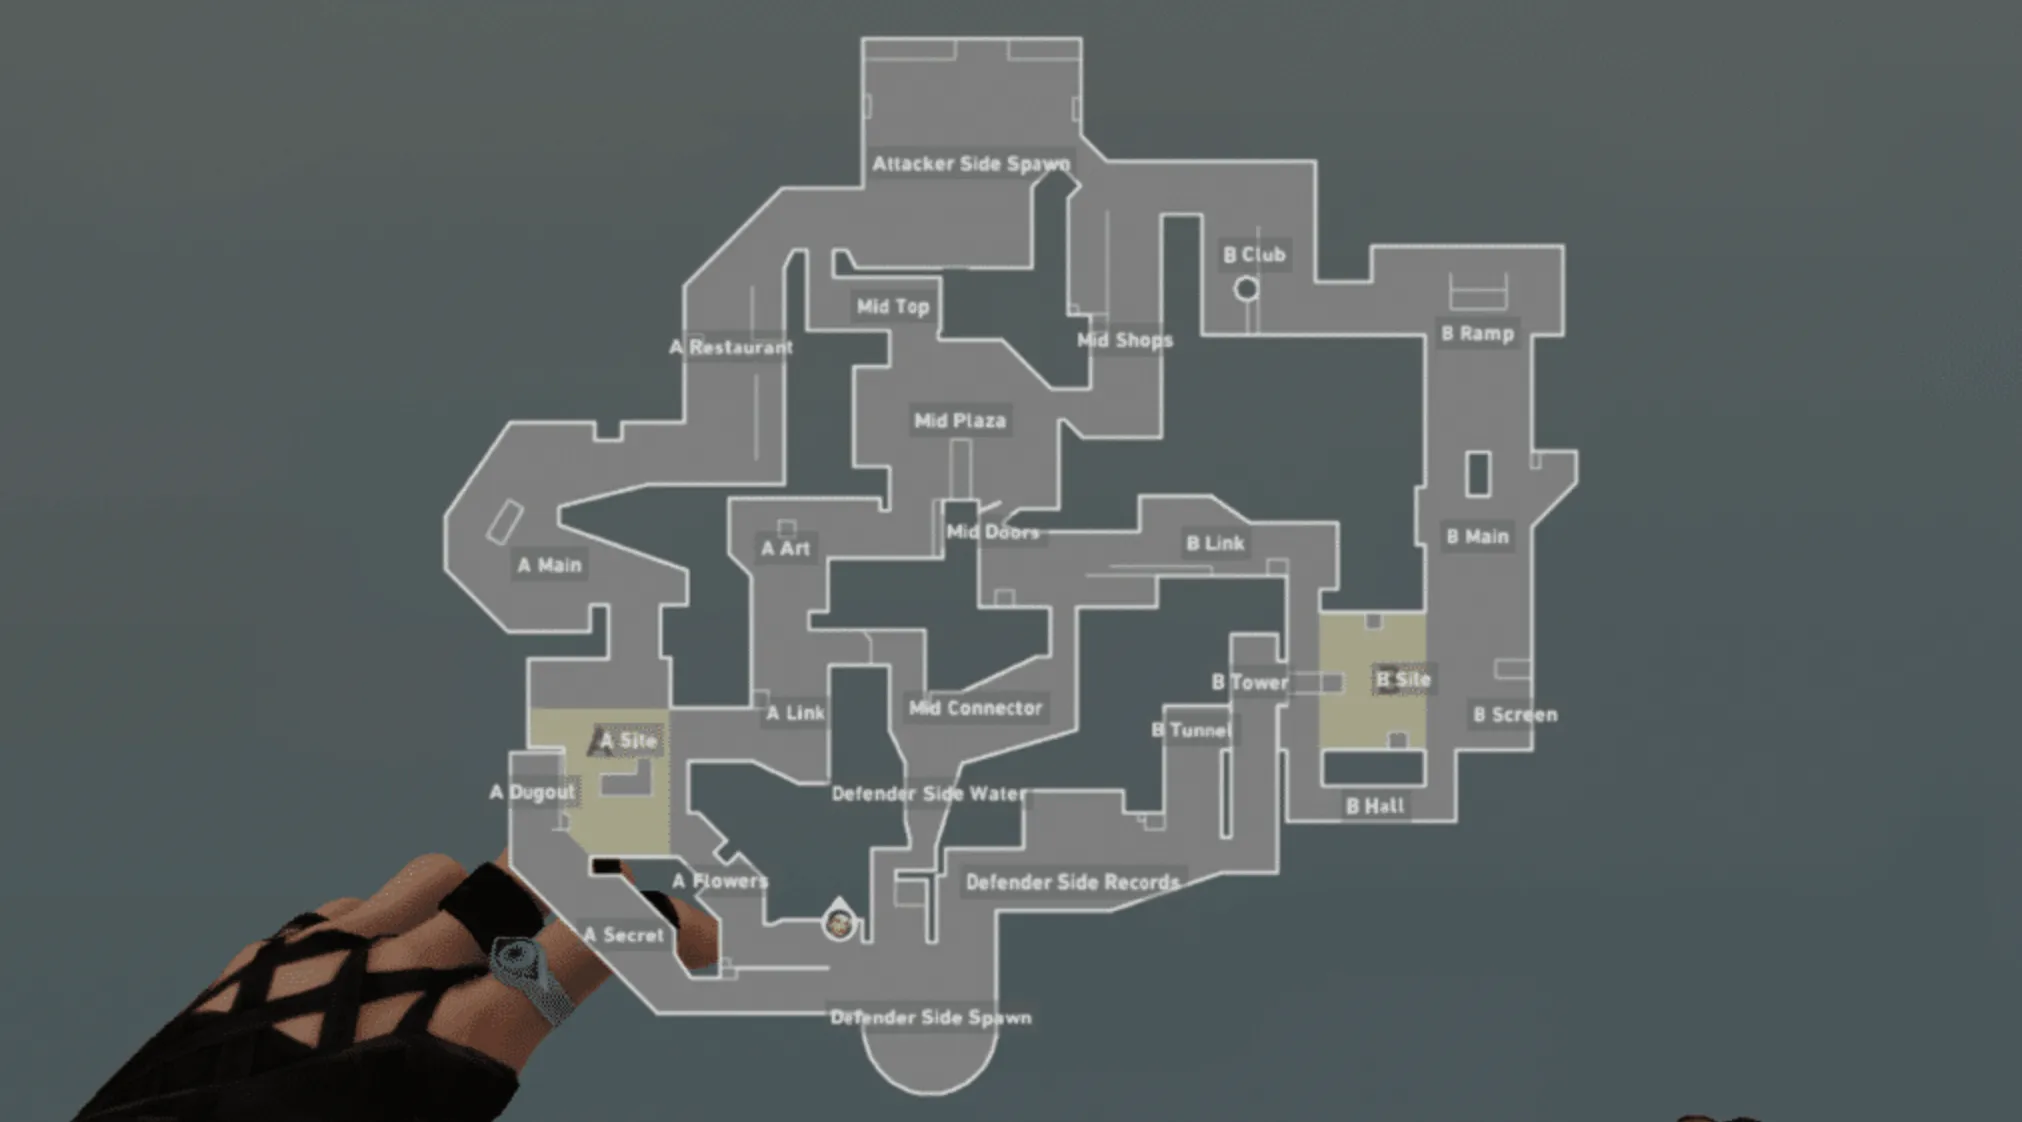 Attacker Side Spawn
B Club
Mid Top
B Ramp
Mid Shops
A Restaurant
Mid Plaza
Mid Doors
B Main
B Link
A Art
A Main
B Site
B Tower
A Link
Mid Connector
B Screen
B Tunnel
A Site
A Dugout
Defender Side Water
B Hall
A Flowers
Defender Side Records
A Secret
Defender Side Spawn